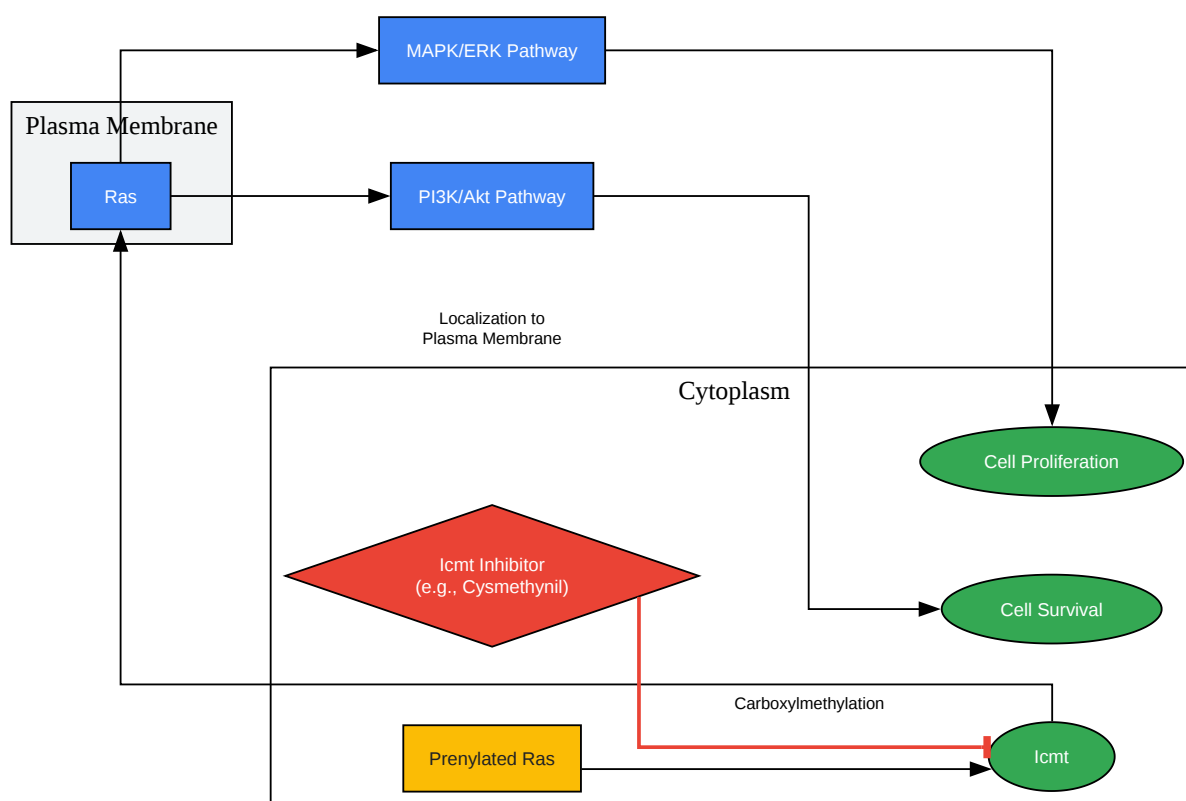 MAPK/ERK Pathway
Plasma Membrane
Ras
PI3K/Akt Pathway
Localization to
Plasma Membrane
Cytoplasm
Cell Proliferation
Icmt Inhibitor
(e.g., Cysmethynil)
Cell Survival
Carboxylmethylation
Prenylated Ras
Icmt